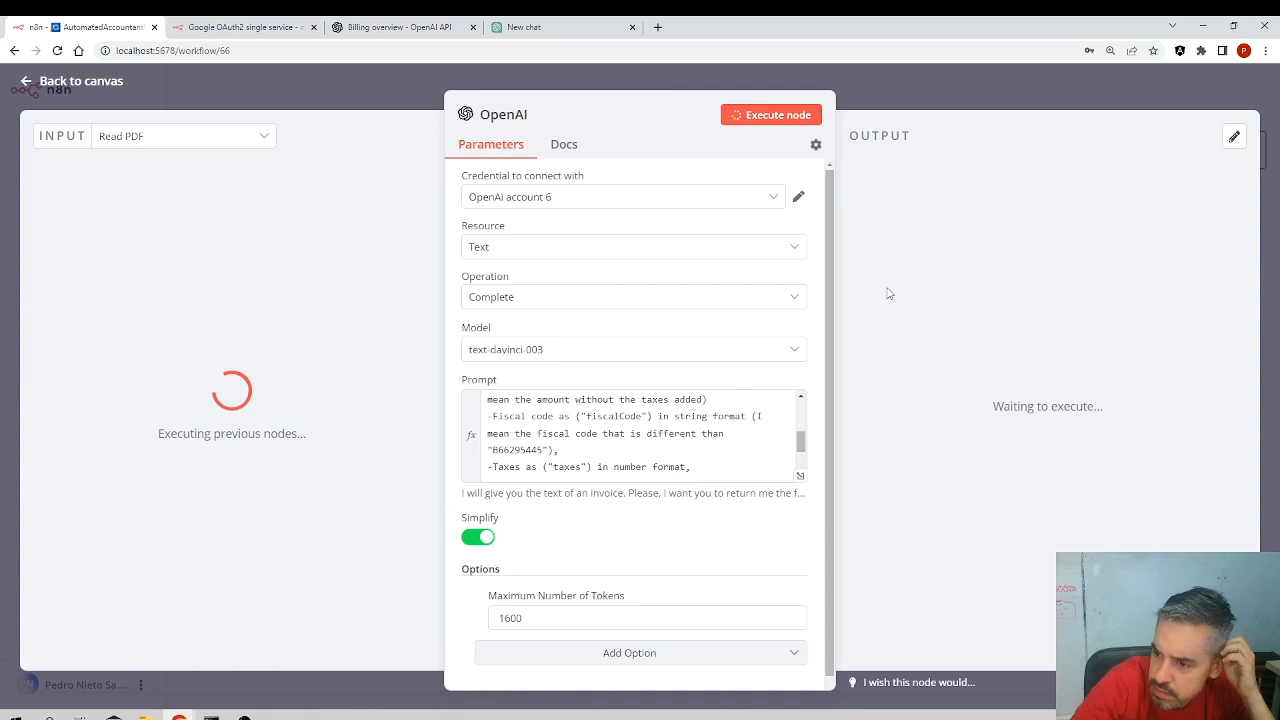 n8n - AutomatedAccountant
Google OAuth2 single service - n
Billing overview - OpenAI API
New chat
localhost:5678/workflow/66
P
Back to canvas
n8n
INPUT
Read PDF
OpenAI
Execute node
OUTPUT
Parameters
Docs
Credential to connect with
OpenAi account 6
Resource
Text
Operation
Complete
Model
text-davinci-003
Prompt
fx
mean the amount without the taxes added)
-Fiscal code as ("fiscalCode") in string format (I
mean the fiscal code that is different than
"B66295445"),
-Taxes as ("taxes") in number format,
I will give you the text of an invoice. Please, I want you to return me the f...
Executing previous nodes...
Waiting to execute...
Simplify
Options
Maximum Number of Tokens
1600
Add Option
PN
Pedro Nieto Sa...
I wish this node would...